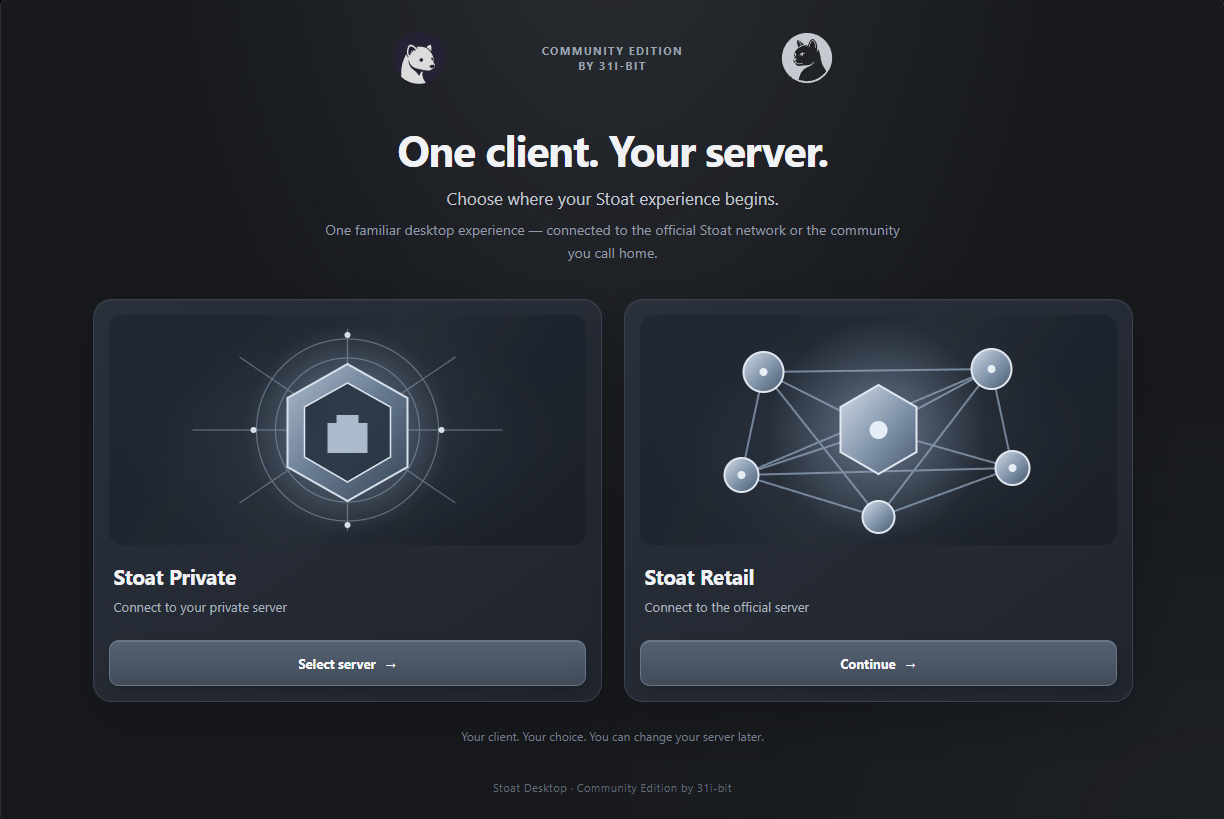 COMMUNITY EDITION
BY 31I-BIT
One client. Your server.
Choose where your Stoat experience begins.
One familiar desktop experience — connected to the official Stoat network or the community
you call home.
Stoat Private
Connect to your private server
Select server →
Stoat Retail
Connect to the official server
Continue →
Your client. Your choice. You can change your server later.
Stoat Desktop · Community Edition by 31i-bit